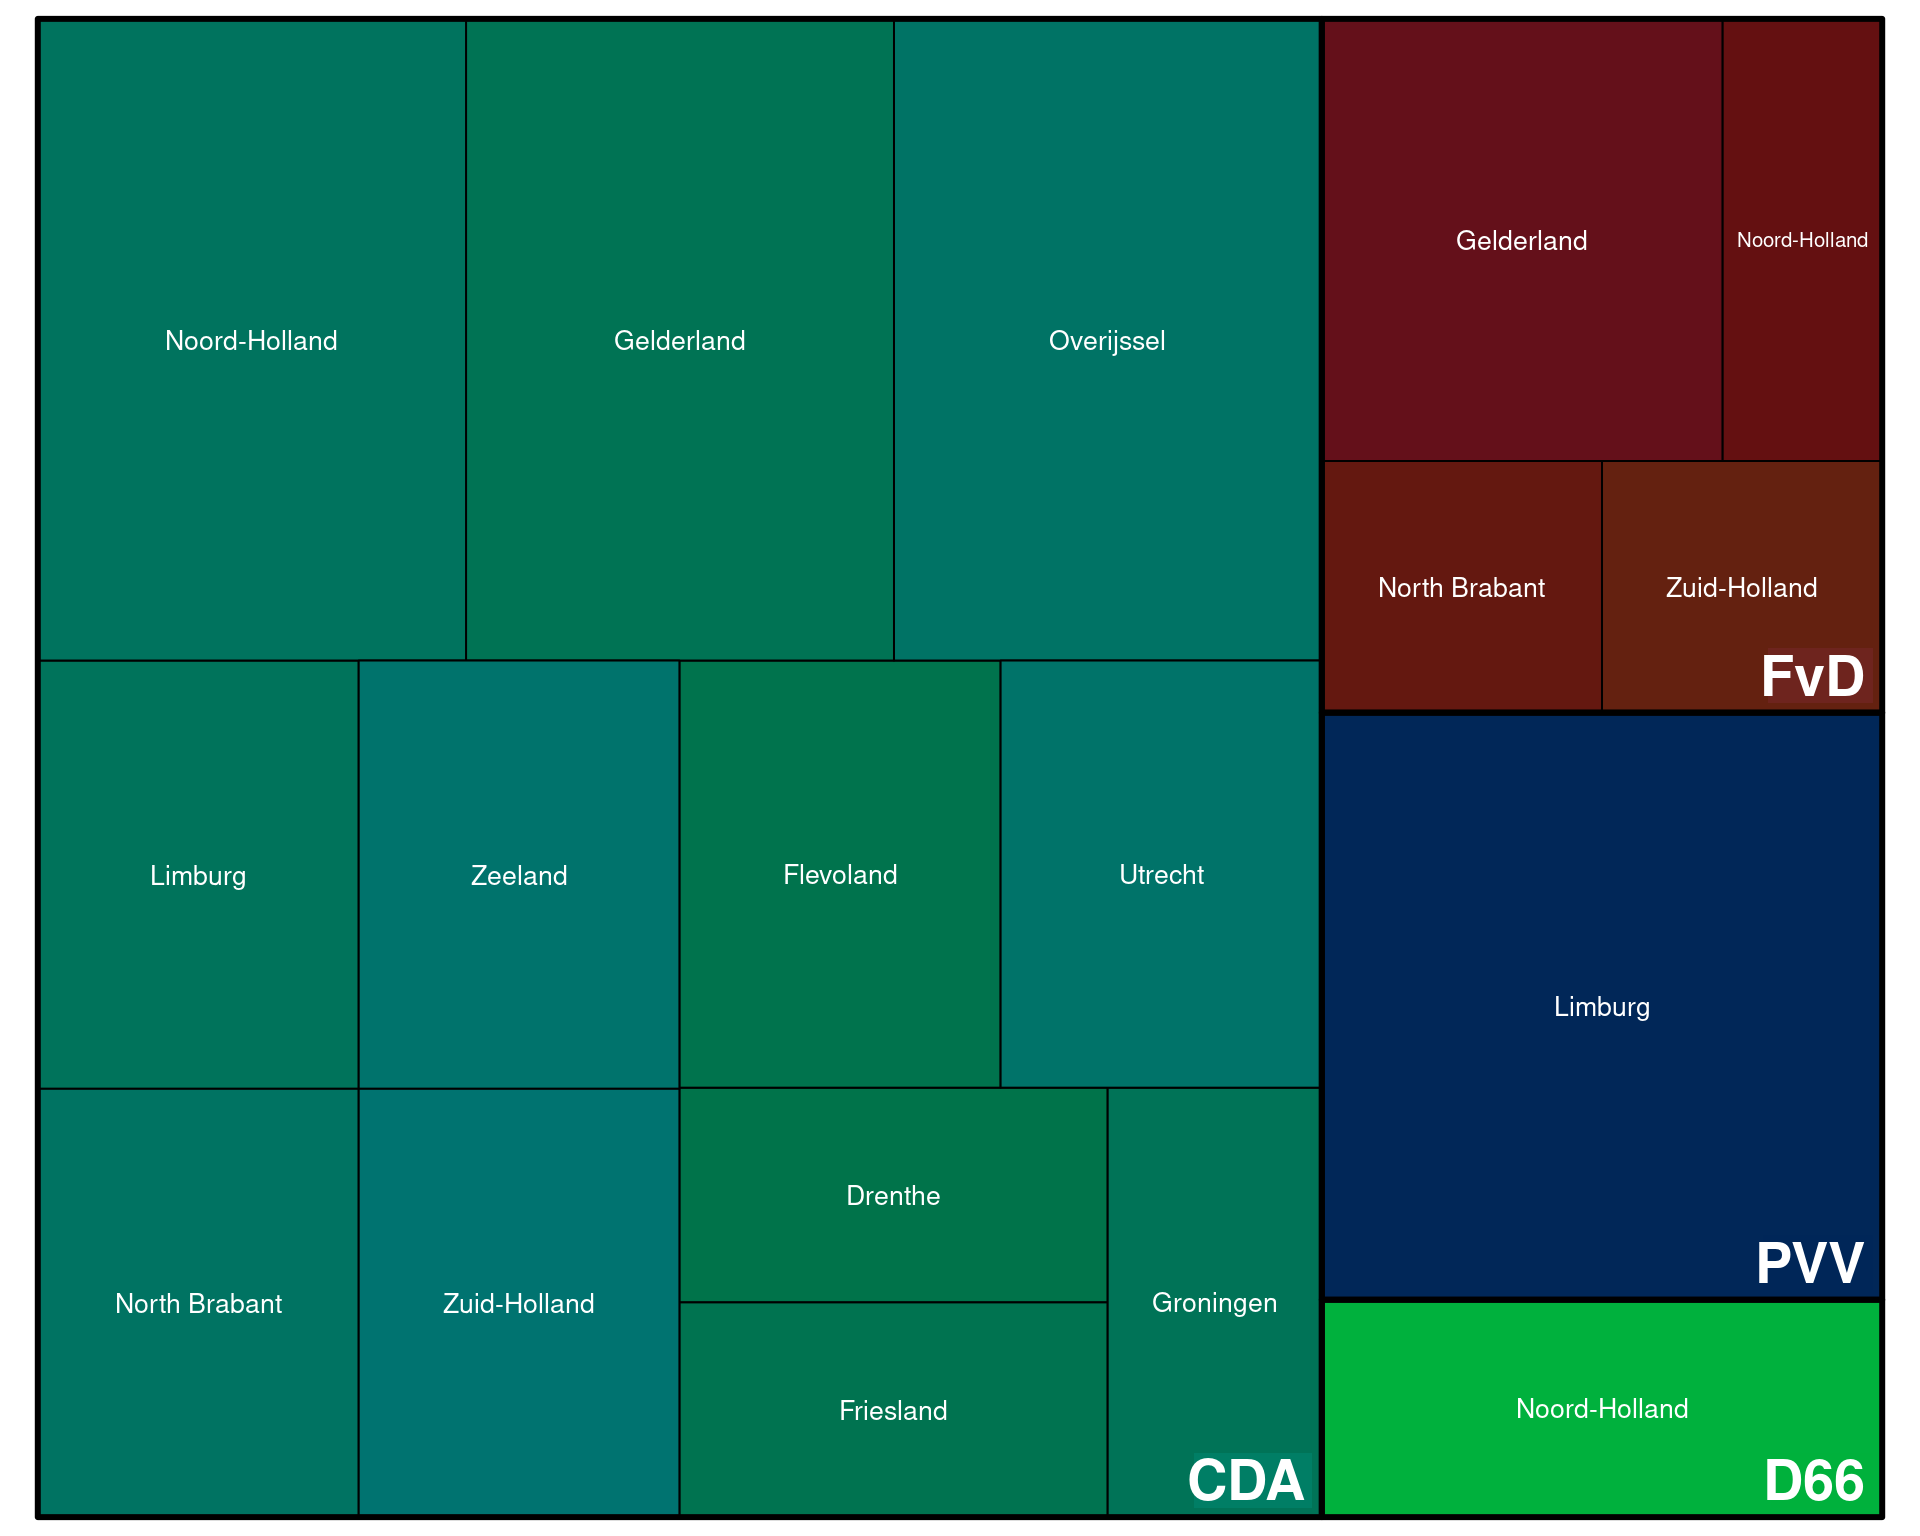 Noord-Holland
Gelderland
Overijssel
Limburg
Zeeland
Flevoland
Utrecht
North Brabant
Zuid-Holland
Drenthe
Friesland
Groningen
CDA
Gelderland
Noord-Holland
North Brabant
Zuid-Holland
FvD
Limburg
PVV
Noord-Holland
D66